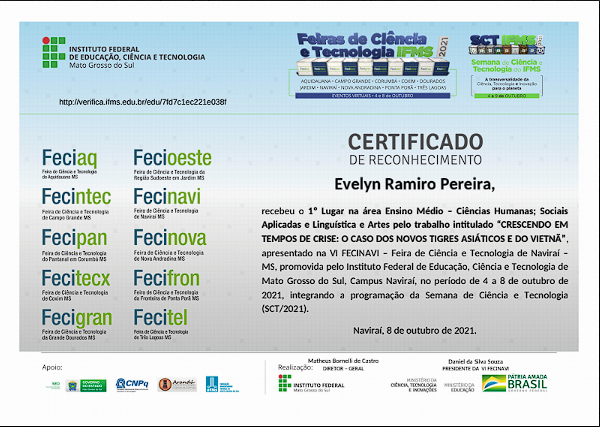 INSTITUTO FEDERAL
DE EDUCAÇÃO, CIÊNCIA E TECNOLOGIA
Mato Grosso do Sul
Feiras de Ciência
e Tecnologia IFMS
2021
AQUIDAUANA • CAMPO GRANDE • CORUMBÁ • COXIM • DOURADOS
JARDIM • NAVIRAÍ • NOVA ANDRADINA • PONTA PORÃ • TRÊS LAGOAS
EVENTOS VIRTUAIS • 4 a 8 de OUTUBRO
SCT IFMS
Semana de Ciência e
Tecnologia do IFMS
A transversalidade da
Ciência, Tecnologia e Inovação
para o planeta
http://verifica.ifms.edu.br/edu/7fd7c1ec221e038f
CERTIFICADO
DE RECONHECIMENTO
Evelyn Ramiro Pereira,
recebeu o 1º Lugar na área Ensino Médio – Ciências Humanas; Sociais
Aplicadas e Linguística e Artes pelo trabalho intitulado "CRESCENDO EM
TEMPOS DE CRISE: O CASO DOS NOVOS TIGRES ASIÁTICOS E DO VIETNÃ",
apresentado na VI FECINAVI – Feira de Ciência e Tecnologia de Naviraí –
MS, promovida pelo Instituto Federal de Educação, Ciência e Tecnologia de
Mato Grosso do Sul, Campus Naviraí, no período de 4 a 8 de outubro de
2021, integrando a programação da Semana de Ciência e Tecnologia
(SCT/2021).
Naviraí, 8 de outubro de 2021.
Feciaq
Feira de Ciência e Tecnologia
de Aquidauana MS
Fecioeste
Feira de Ciência e Tecnologia da
Região Sudoeste em Jardim MS
Fecintec
Feira de Ciência e Tecnologia
de Campo Grande MS
Fecinavi
Feira de Ciência e Tecnologia
de Naviraí MS
Fecipan
Feira de Ciência e Tecnologia
do Pantanal em Corumbá MS
Fecinova
Feira de Ciência e Tecnologia
de Nova Andradina MS
Fecitecx
Feira de Ciência e Tecnologia
de Coxim MS
Fecifron
Feira de Ciência e Tecnologia
de Fronteira de Ponta Porã MS
Fecigran
Feira de Ciência e Tecnologia
da Grande Dourados MS
Fecitel
Feira de Ciência e Tecnologia
de Três Lagoas MS
Matheus Bornelli de Castro
DIRETOR – GERAL
Daniel da Silva Souza
PRESIDENTE DA VI FECINAVI
Apoio:
CNPq
Realização:
INSTITUTO FEDERAL
Mato Grosso do Sul
MINISTÉRIO DA
CIÊNCIA, TECNOLOGIA
E INOVAÇÕES
MINISTÉRIO DA
EDUCAÇÃO
PÁTRIA AMADA
BRASIL
GOVERNO FEDERAL